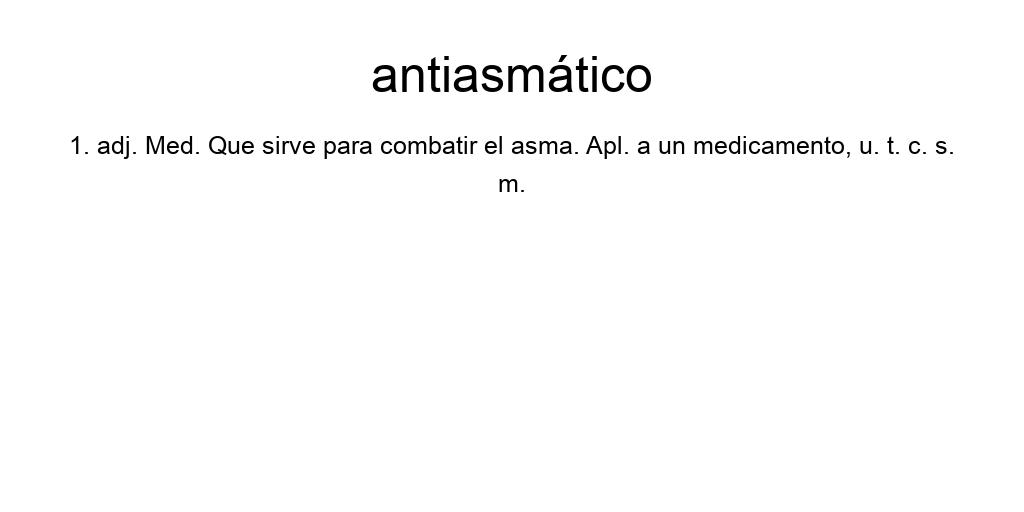 antiasmático
1. adj. Med. Que sirve para combatir el asma. Apl. a un medicamento, u. t. c. s.
m.